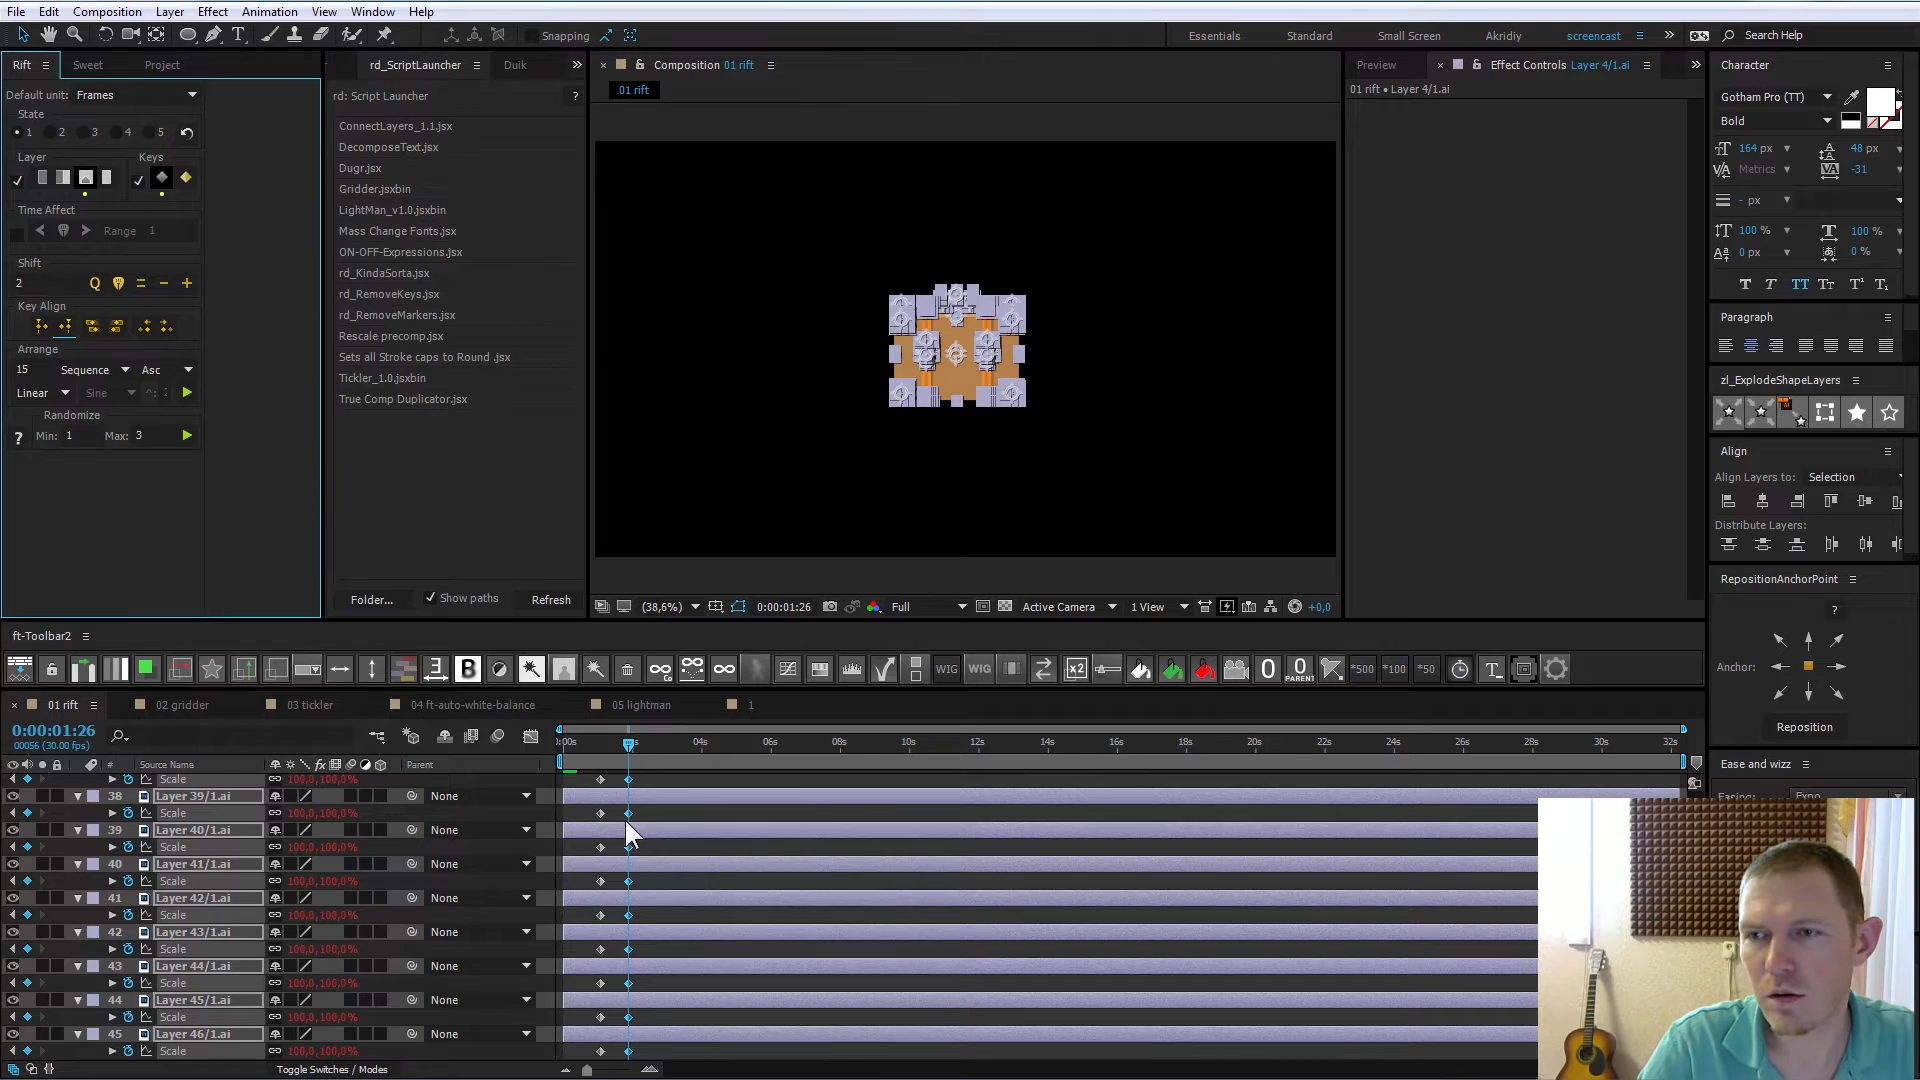 File Edit Composition Layer Effect Animation View Window Help
Snapping
Essentials Standard Small Screen Akridiy screencast Search Help
Rift Sweet Project
Default unit: Frames
State
1 2 3 4 5
Layer Keys
Time Affect
Range 1
Shift
2 Q
Key Align
Arrange
15 Sequence Asc
Linear Sine 2
Randomize
? Min: 1 Max: 3
rd_ScriptLauncher Duik
rd: Script Launcher ?
ConnectLayers_1.1.jsx
DecomposeText.jsx
Dugr.jsx
Gridder.jsxbin
LightMan_v1.0.jsxbin
Mass Change Fonts.jsx
ON-OFF-Expressions.jsx
rd_KindaSorta.jsx
rd_RemoveKeys.jsx
rd_RemoveMarkers.jsx
Rescale precomp.jsx
Sets all Stroke caps to Round .jsx
Tickler_1.0.jsxbin
True Comp Duplicator.jsx
Folder... Show paths Refresh
Composition 01 rift
01 rift
(38,6%) 0:00:01:26 Full Active Camera 1 View +0,0
Preview Effect Controls Layer 4/1.ai
01 rift • Layer 4/1.ai
Character
Gotham Pro (TT)
Bold
164 px 48 px
Metrics -31
- px
100 % 100 %
0 px 0 %
T T TT Tt T¹ T₁
Paragraph
zl_ExplodeShapeLayers
Align
Align Layers to: Selection
Distribute Layers:
RepositionAnchorPoint
?
Anchor:
Reposition
Ease and wizz
Easing: Expo
ft-Toolbar2
B WIG WIG x2 0 0 PARENT *500 *100 *50 T
01 rift 02 gridder 03 tickler 04 ft-auto-white-balance 05 lightman 1
0:00:01:26
00056 (30.00 fps)
04s 06s 08s 10s 12s 14s 16s 18s 20s 22s 24s 26s 28s 30s 32s
# Source Name fx Parent
Scale 100,0,100,0%
38 Layer 39/1.ai None
Scale 100,0,100,0%
39 Layer 40/1.ai None
Scale 100,0,100,0%
40 Layer 41/1.ai None
Scale 100,0,100,0%
41 Layer 42/1.ai None
Scale 100,0,100,0%
42 Layer 43/1.ai None
Scale 100,0,100,0%
43 Layer 44/1.ai None
Scale 100,0,100,0%
44 Layer 45/1.ai None
Scale 100,0,100,0%
45 Layer 46/1.ai None
Scale 100,0,100,0%
Toggle Switches / Modes